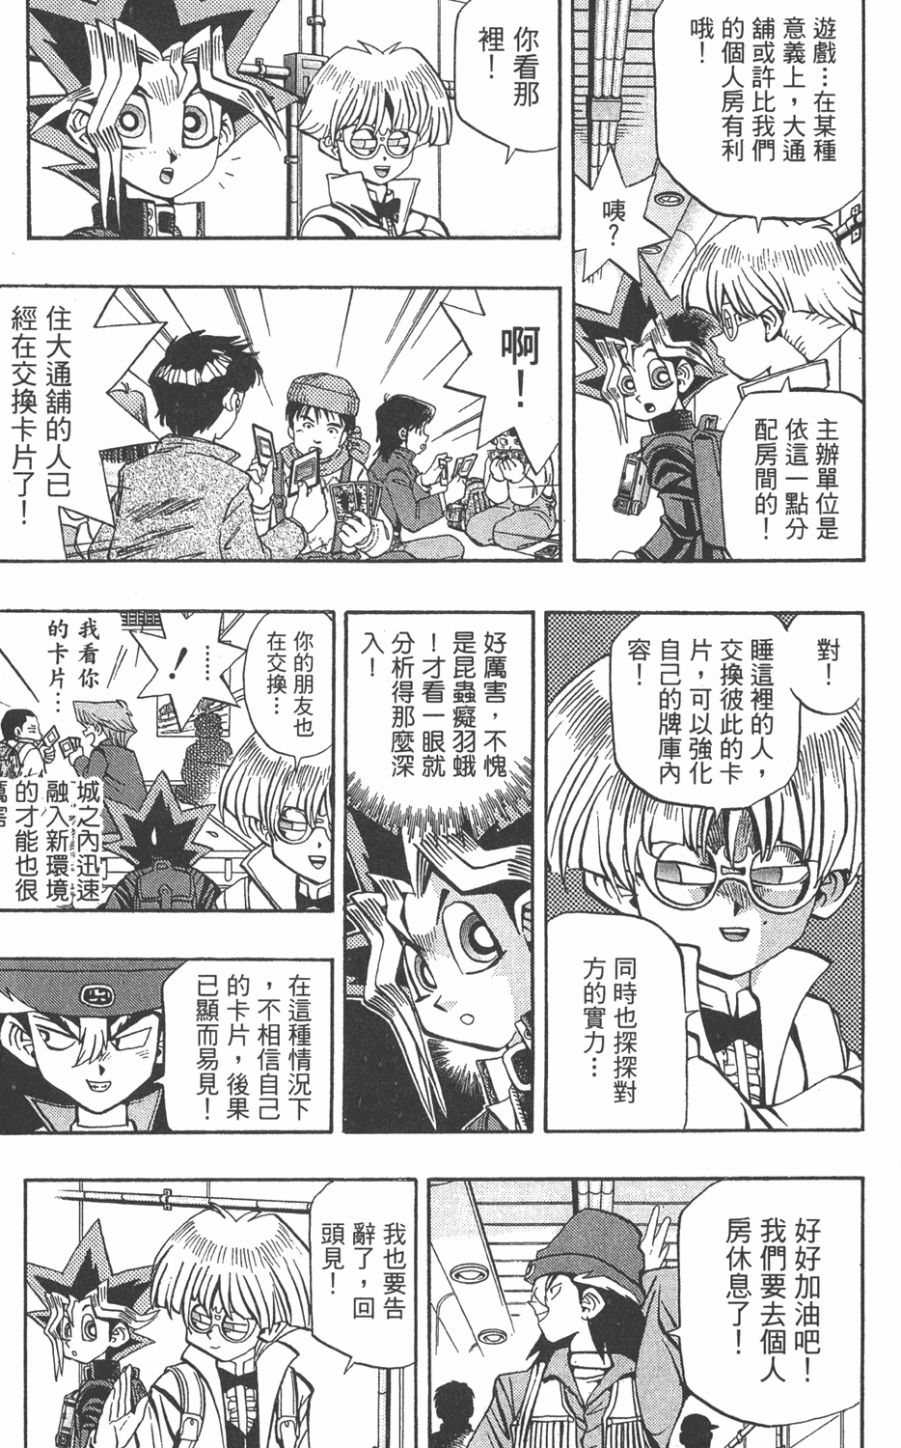 遊戲…在某種
意義上，大通
舖或許比我們
的個人房有利
哦！
咦？
主辦單位是
依這一點分
配房間的！
你看那
裡！
啊！
住大通舖的人已
經在交換卡片了！
對！
睡這裡的人，
交換彼此的卡
片，可以強化
自己的牌庫內
容！
同時也探探對
方的實力…
好厲害，不愧
是昆蟲癡羽蛾
！才看一眼就
分析得那麼深
入！
你的朋友也
在交換…
……！
我看你
的卡片…
城之內迅速
融入新環境
的才能也很
厲害
在這種情況下
，不相信自己
的卡片，後果
已顯而易見！
好好加油吧！
我們要去個人
房休息了！
我也要告
辭了，回
頭見！